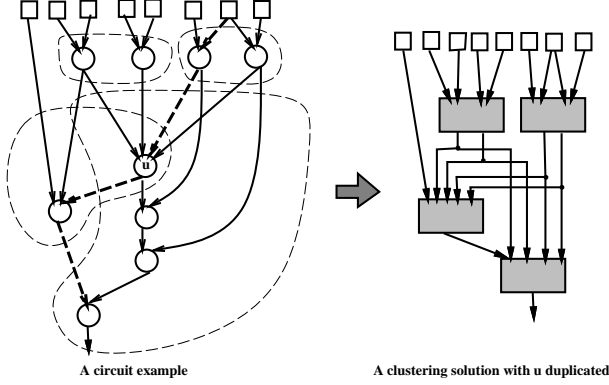 u
A circuit example
A clustering solution with u duplicated